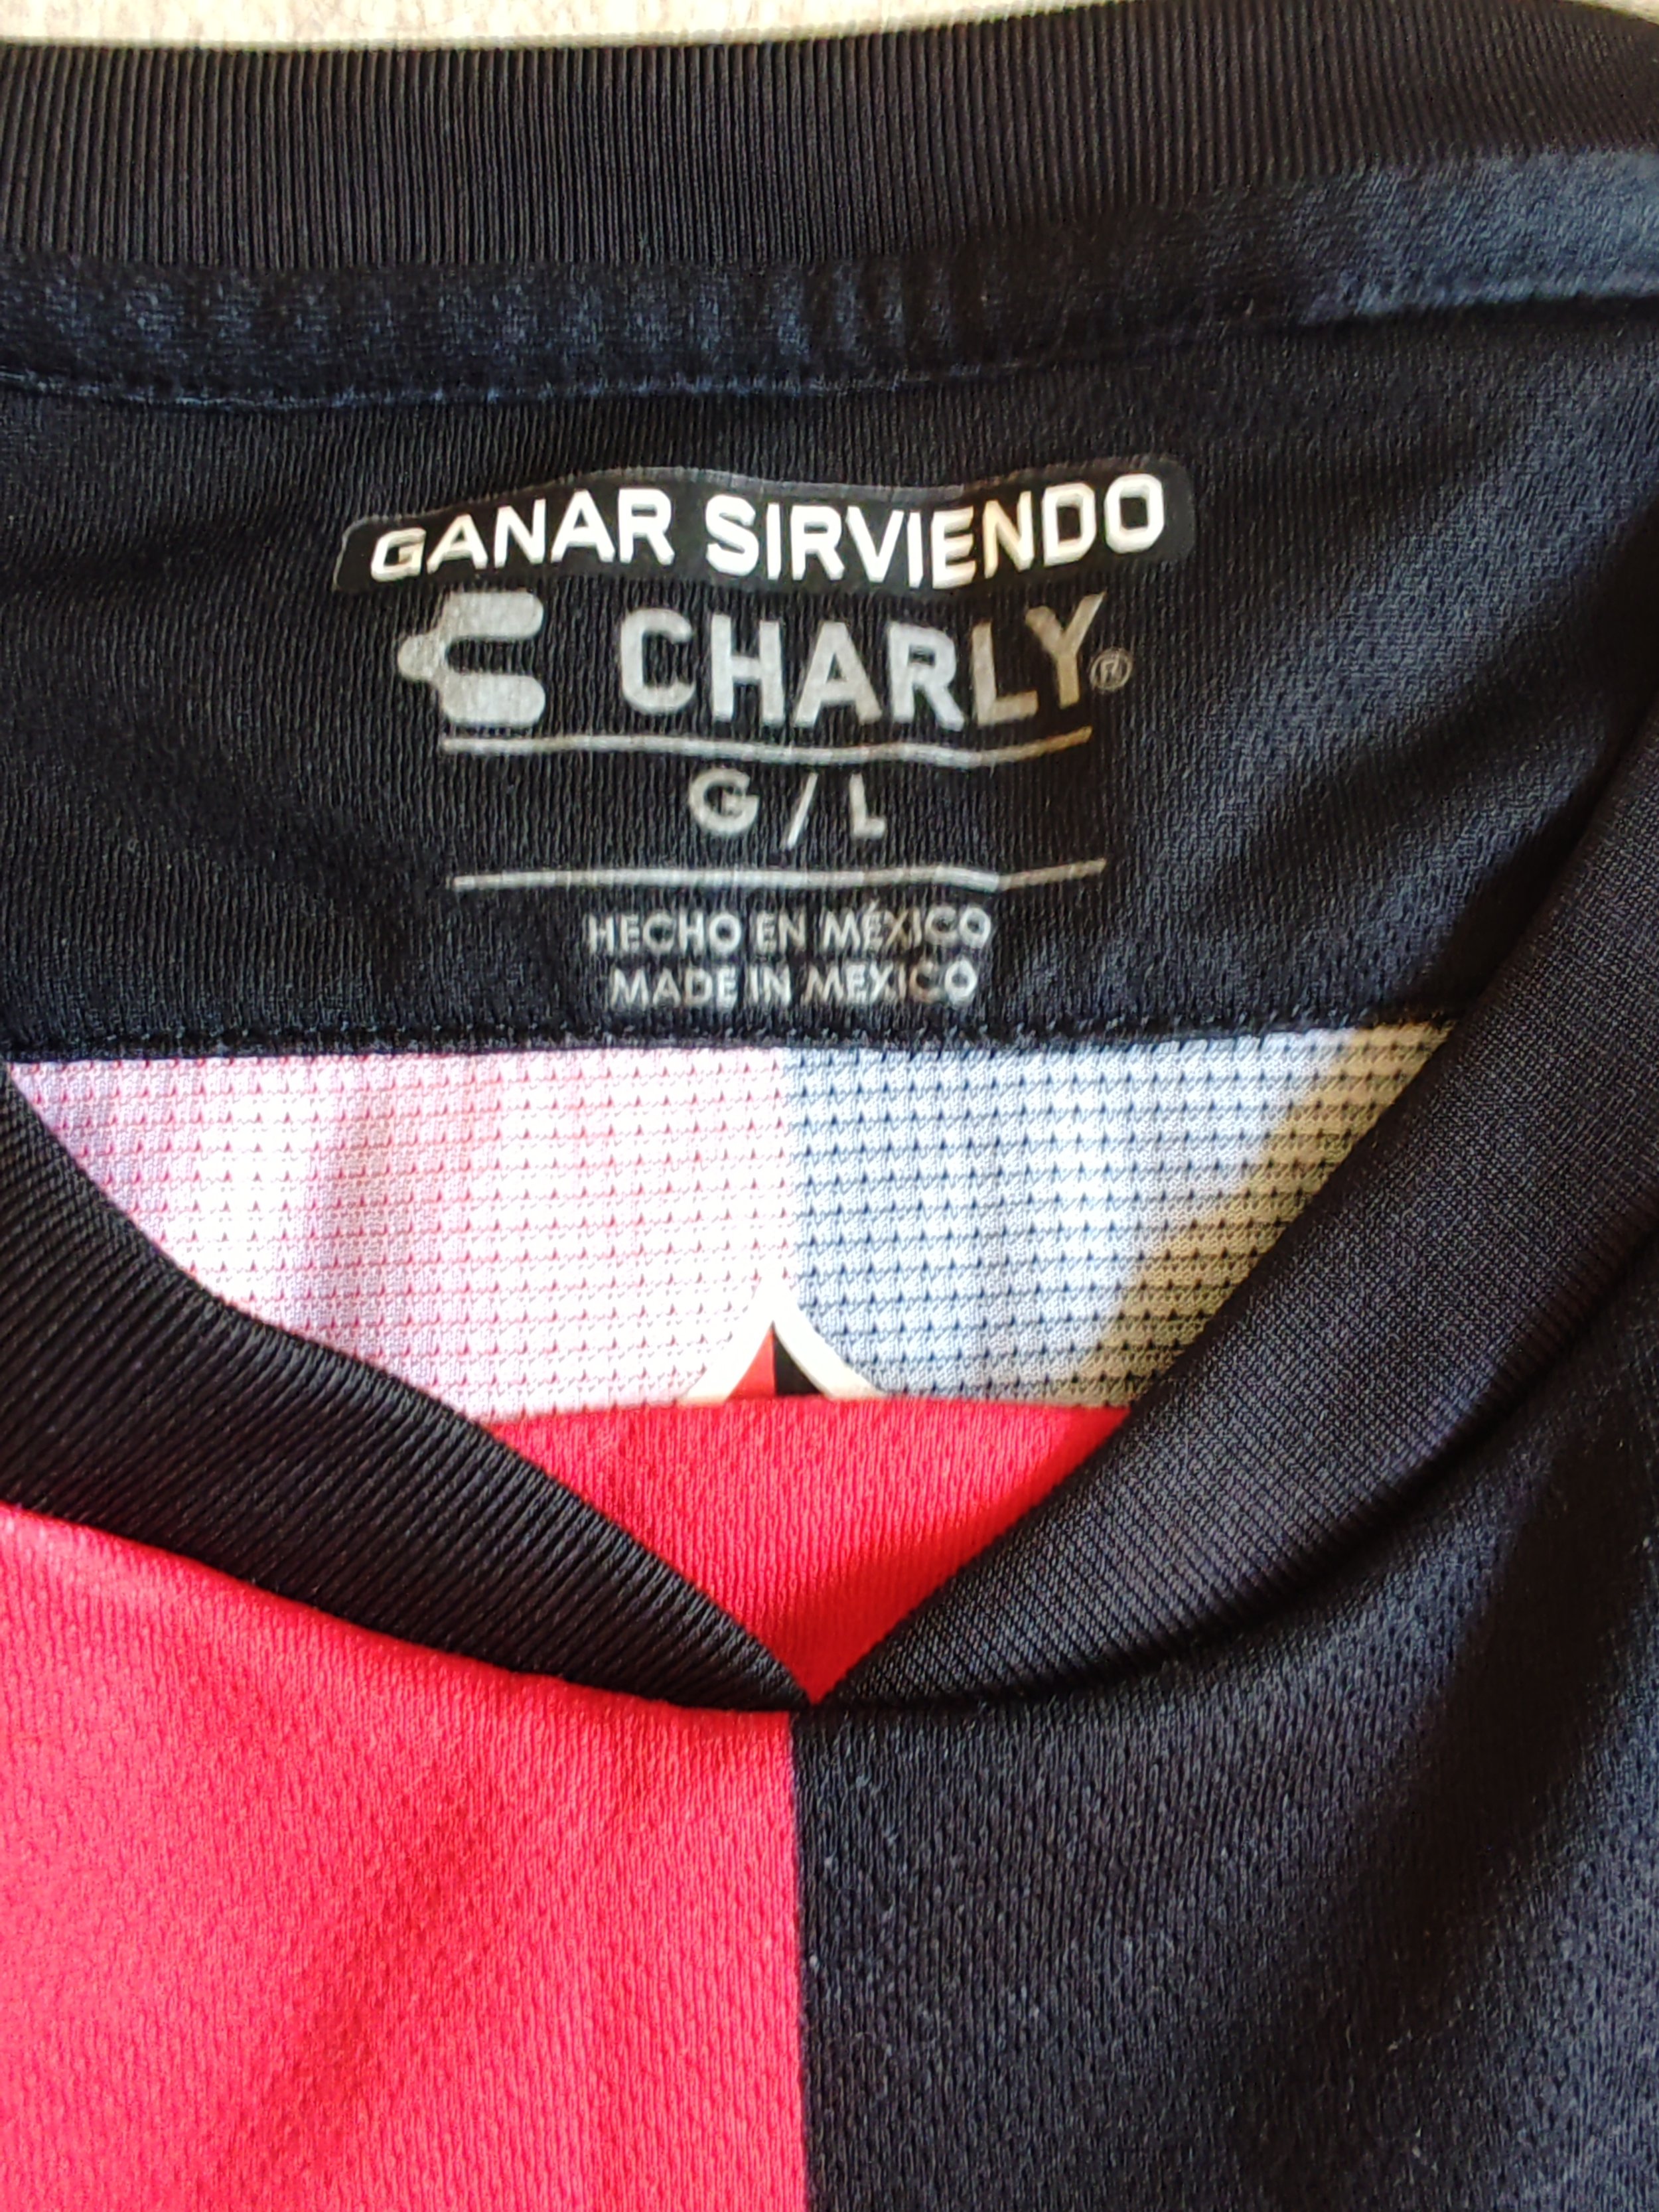 GANAR SIRVIENDO
CHARLY®
G / L
HECHO EN MÉXICO
MADE IN MEXICO